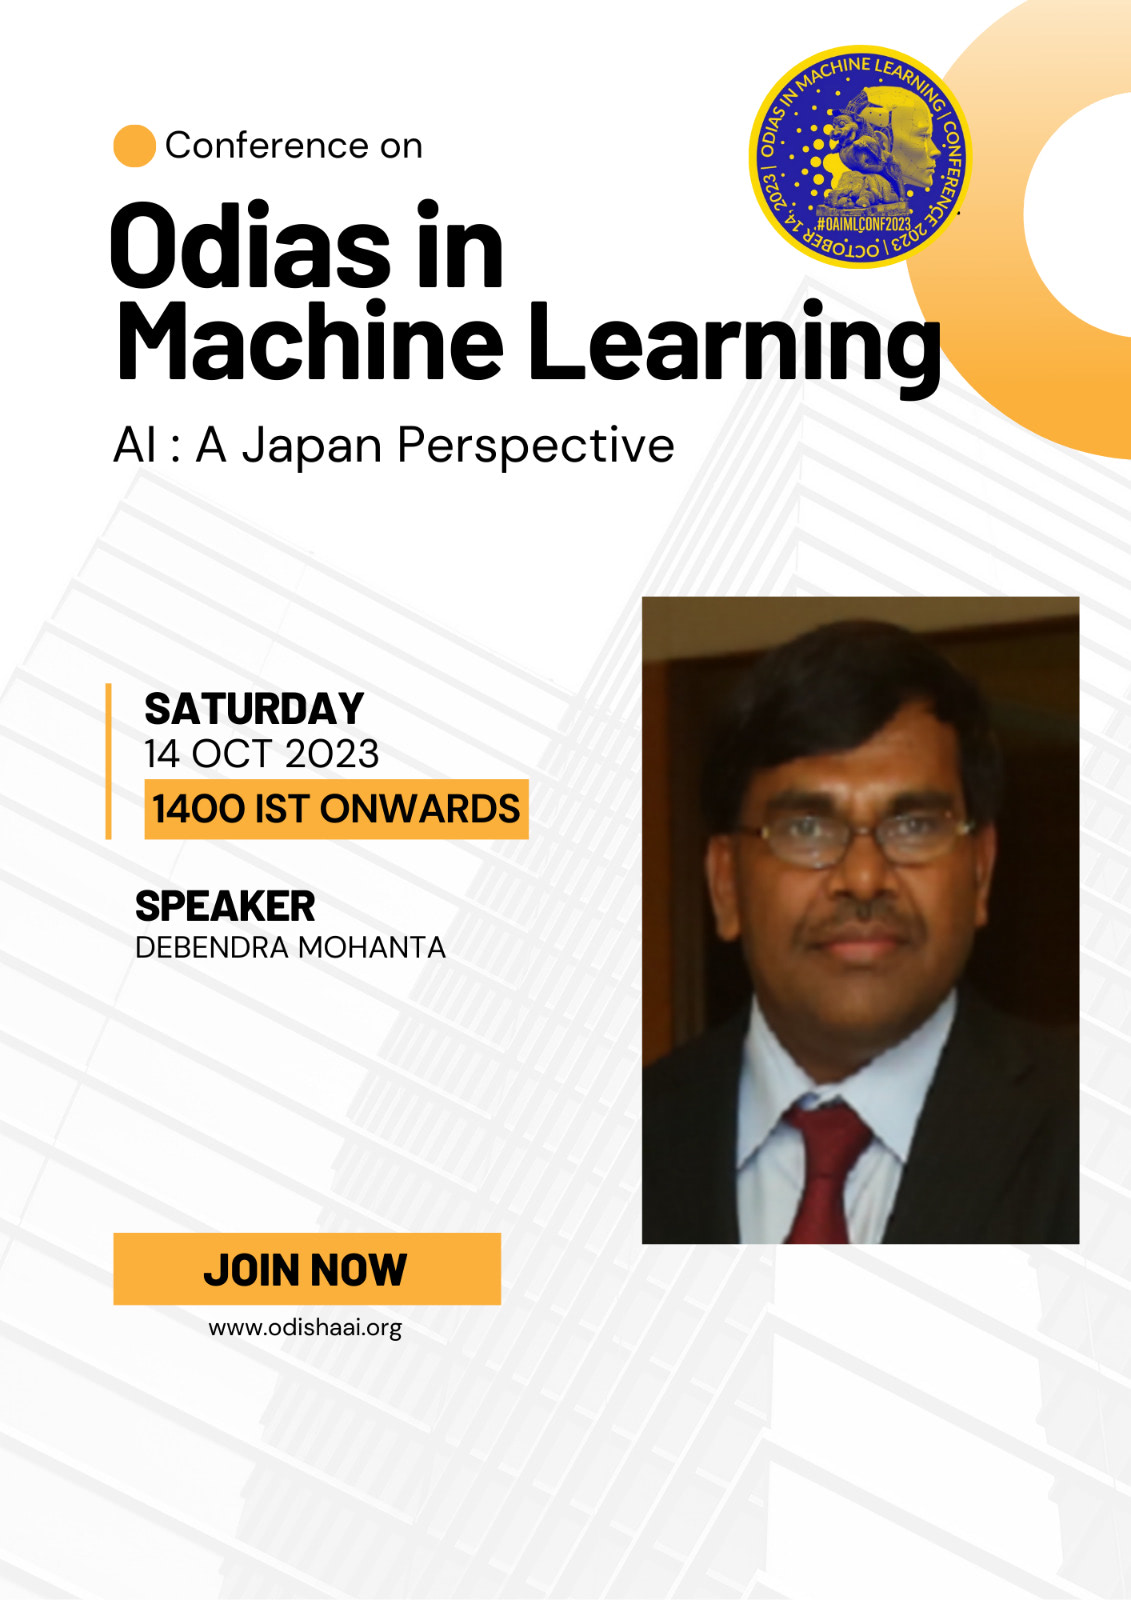 Conference on
Odias in
Machine Learning
AI : A Japan Perspective
ODIAS IN MACHINE LEARNING | CONFERENCE 2023 | OCTOBER 14, 2023 |
#OAIMLCONF2023
SATURDAY
14 OCT 2023
1400 IST ONWARDS
SPEAKER
DEBENDRA MOHANTA
JOIN NOW
www.odishaai.org